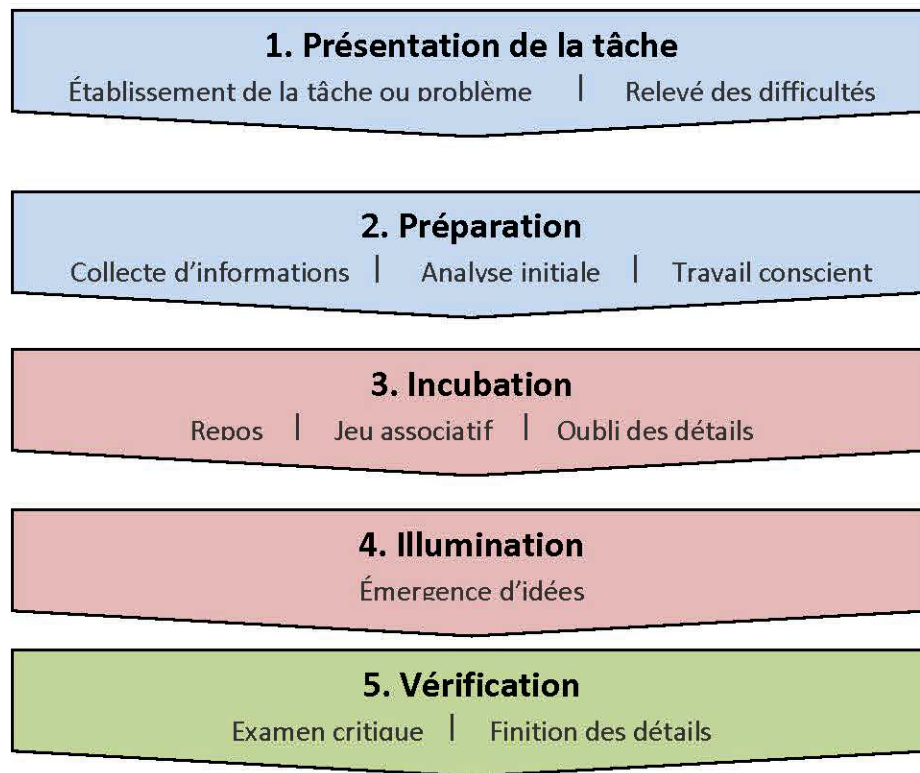 1. Présentation de la tâche
Établissement de la tâche ou problème | Relevé des difficultés
2. Préparation
Collecte d’informations | Analyse initiale | Travail conscient
3. Incubation
Repos | Jeu associatif | Oubli des détails
4. Illumination
Émergence d’idées
5. Vérification
Examen critique | Finition des détails